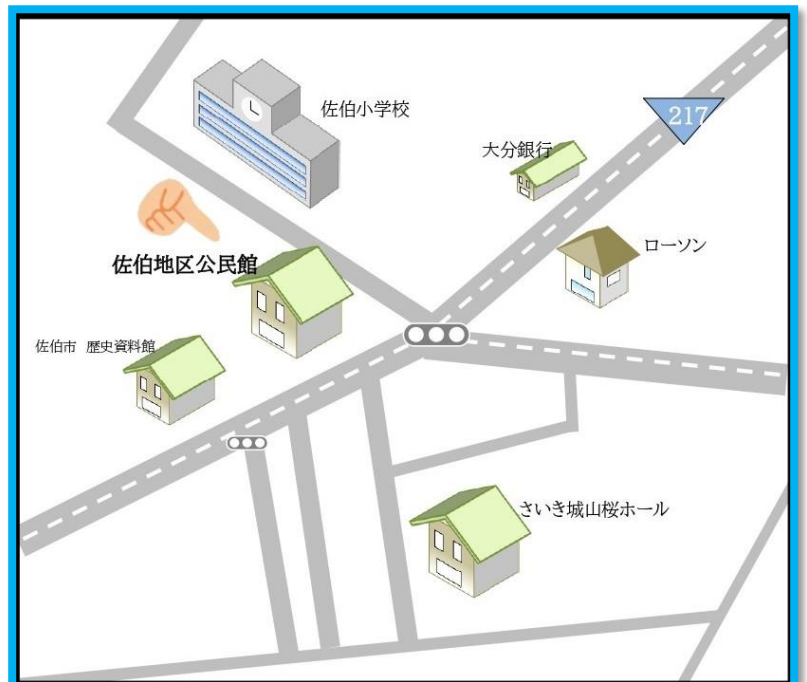 佐伯小学校
217
大分銀行
ローソン
佐伯地区公民館
佐伯市 歴史資料館
さいき城山桜ホール